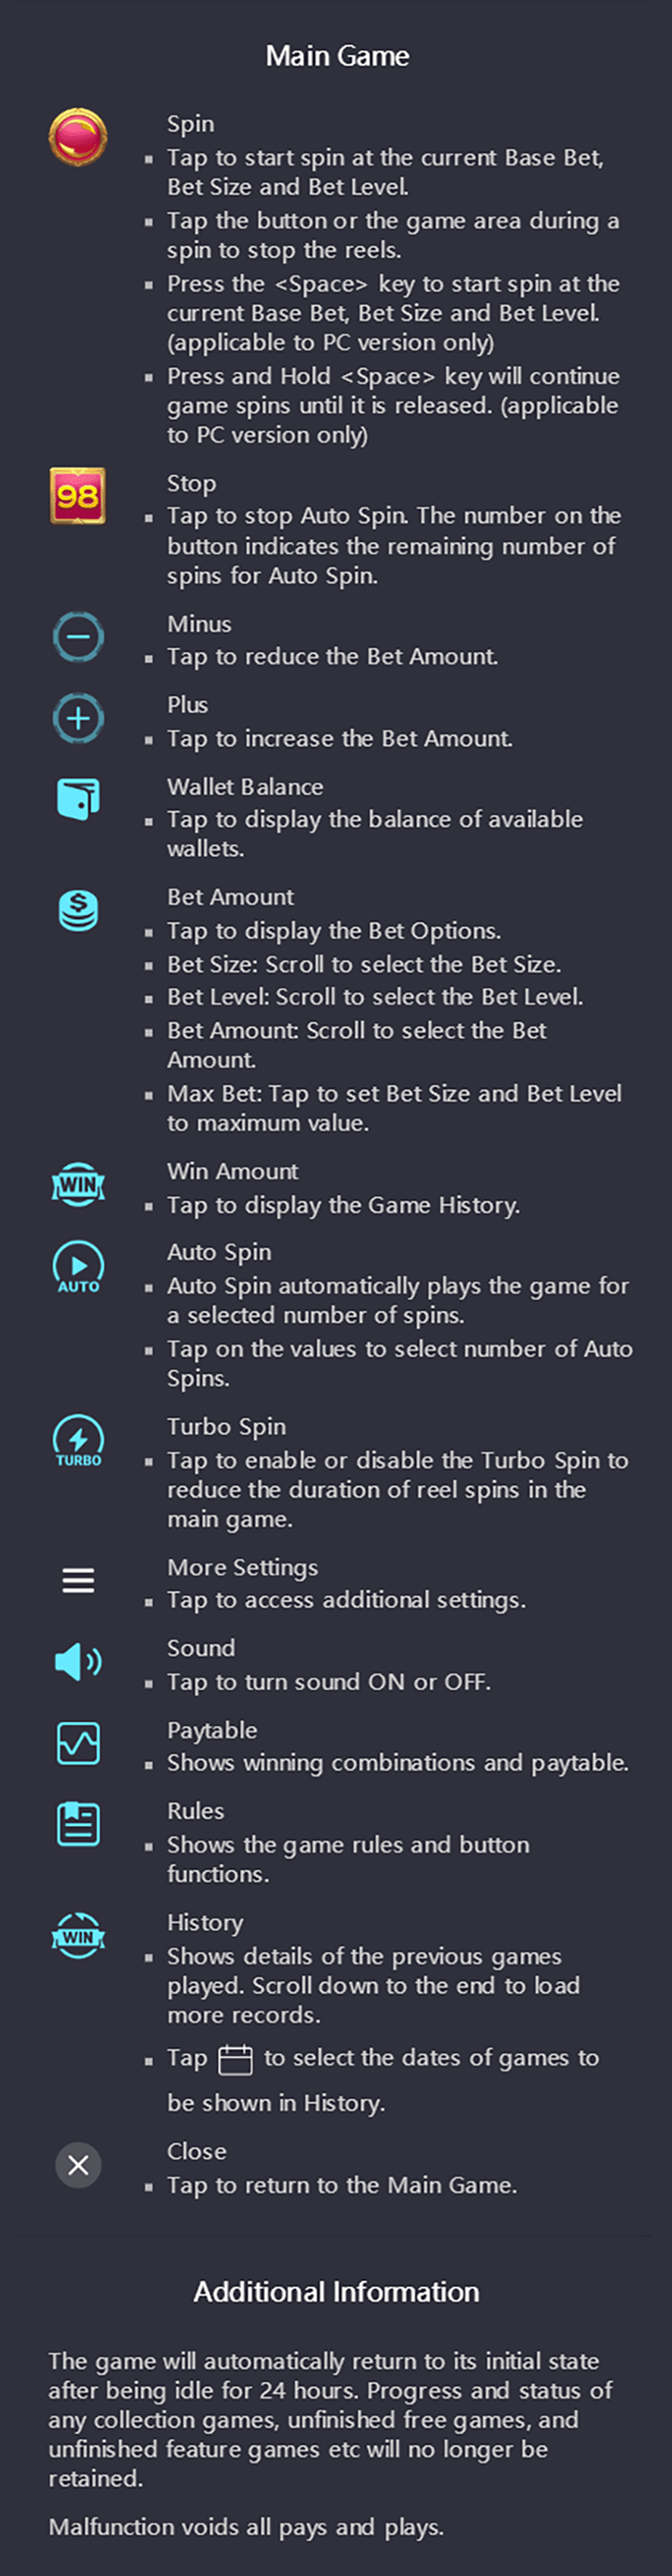 Main Game
Spin
Tap to start spin at the current Base Bet,
Bet Size and Bet Level.
Tap the button or the game area during a
spin to stop the reels.
Press the <Space> key to start spin at the
current Base Bet, Bet Size and Bet Level.
(applicable to PC version only)
Press and Hold <Space> key will continue
game spins until it is released. (applicable
to PC version only)
98
Stop
Tap to stop Auto Spin. The number on the
button indicates the remaining number of
spins for Auto Spin.
Minus
Tap to reduce the Bet Amount.
Plus
Tap to increase the Bet Amount.
Wallet Balance
Tap to display the balance of available
wallets.
$
Bet Amount
Tap to display the Bet Options.
Bet Size: Scroll to select the Bet Size.
Bet Level: Scroll to select the Bet Level.
Bet Amount: Scroll to select the Bet
Amount.
Max Bet: Tap to set Bet Size and Bet Level
to maximum value.
WIN
Win Amount
Tap to display the Game History.
AUTO
Auto Spin
Auto Spin automatically plays the game for
a selected number of spins.
Tap on the values to select number of Auto
Spins.
TURBO
Turbo Spin
Tap to enable or disable the Turbo Spin to
reduce the duration of reel spins in the
main game.
More Settings
Tap to access additional settings.
Sound
Tap to turn sound ON or OFF.
Paytable
Shows winning combinations and paytable.
Rules
Shows the game rules and button
functions.
WIN
History
Shows details of the previous games
played. Scroll down to the end to load
more records.
Tap to select the dates of games to
be shown in History.
Close
Tap to return to the Main Game.
Additional Information
The game will automatically return to its initial state
after being idle for 24 hours. Progress and status of
any collection games, unfinished free games, and
unfinished feature games etc will no longer be
retained.
Malfunction voids all pays and plays.